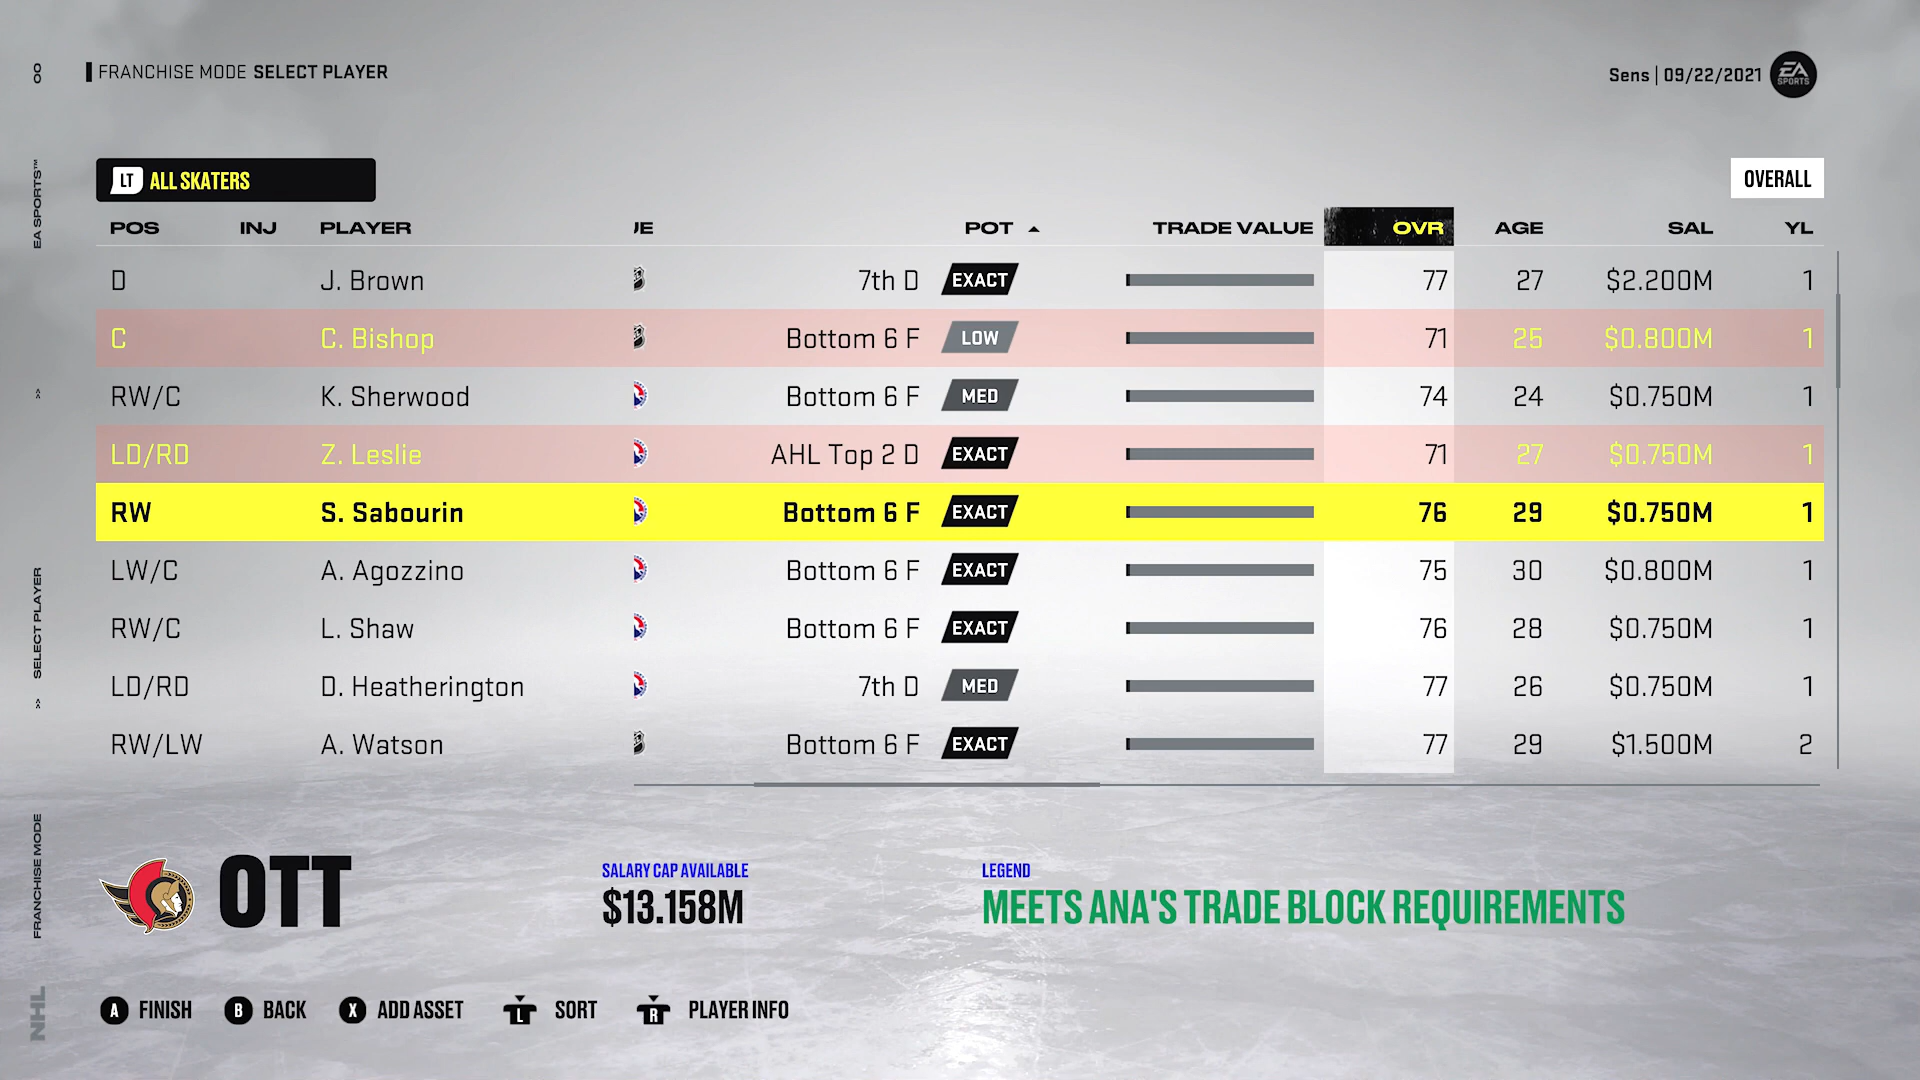 FRANCHISE MODE SELECT PLAYER
Sens | 09/22/2021
EA SPORTS
LT ALL SKATERS
OVERALL
POS INJ PLAYER UE POT TRADE VALUE OVR AGE SAL YL
D J. Brown 7th D EXACT 77 27 $2.200M 1
C C. Bishop Bottom 6 F LOW 71 25 $0.800M 1
RW/C K. Sherwood Bottom 6 F MED 74 24 $0.750M 1
LD/RD Z. Leslie AHL Top 2 D EXACT 71 27 $0.750M 1
RW S. Sabourin Bottom 6 F EXACT 76 29 $0.750M 1
LW/C A. Agozzino Bottom 6 F EXACT 75 30 $0.800M 1
RW/C L. Shaw Bottom 6 F EXACT 76 28 $0.750M 1
LD/RD D. Heatherington 7th D MED 77 26 $0.750M 1
RW/LW A. Watson Bottom 6 F EXACT 77 29 $1.500M 2
OTT
SALARY CAP AVAILABLE
$13.158M
LEGEND
MEETS ANA'S TRADE BLOCK REQUIREMENTS
A FINISH B BACK X ADD ASSET L SORT R PLAYER INFO
NHL FRANCHISE MODE >> SELECT PLAYER >> EA SPORTS™